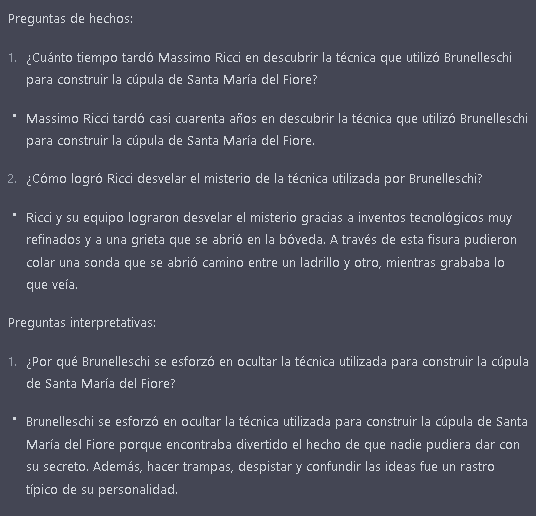 Preguntas de hechos:
1. ¿Cuánto tiempo tardó Massimo Ricci en descubrir la técnica que utilizó Brunelleschi
para construir la cúpula de Santa María del Fiore?
• Massimo Ricci tardó casi cuarenta años en descubrir la técnica que utilizó Brunelleschi
para construir la cúpula de Santa María del Fiore.
2. ¿Cómo logró Ricci desvelar el misterio de la técnica utilizada por Brunelleschi?
• Ricci y su equipo lograron desvelar el misterio gracias a inventos tecnológicos muy
refinados y a una grieta que se abrió en la bóveda. A través de esta fisura pudieron
colar una sonda que se abrió camino entre un ladrillo y otro, mientras grababa lo
que veía.
Preguntas interpretativas:
1. ¿Por qué Brunelleschi se esforzó en ocultar la técnica utilizada para construir la cúpula
de Santa María del Fiore?
• Brunelleschi se esforzó en ocultar la técnica utilizada para construir la cúpula de Santa
María del Fiore porque encontraba divertido el hecho de que nadie pudiera dar con
su secreto. Además, hacer trampas, despistar y confundir las ideas fue un rastro
típico de su personalidad.